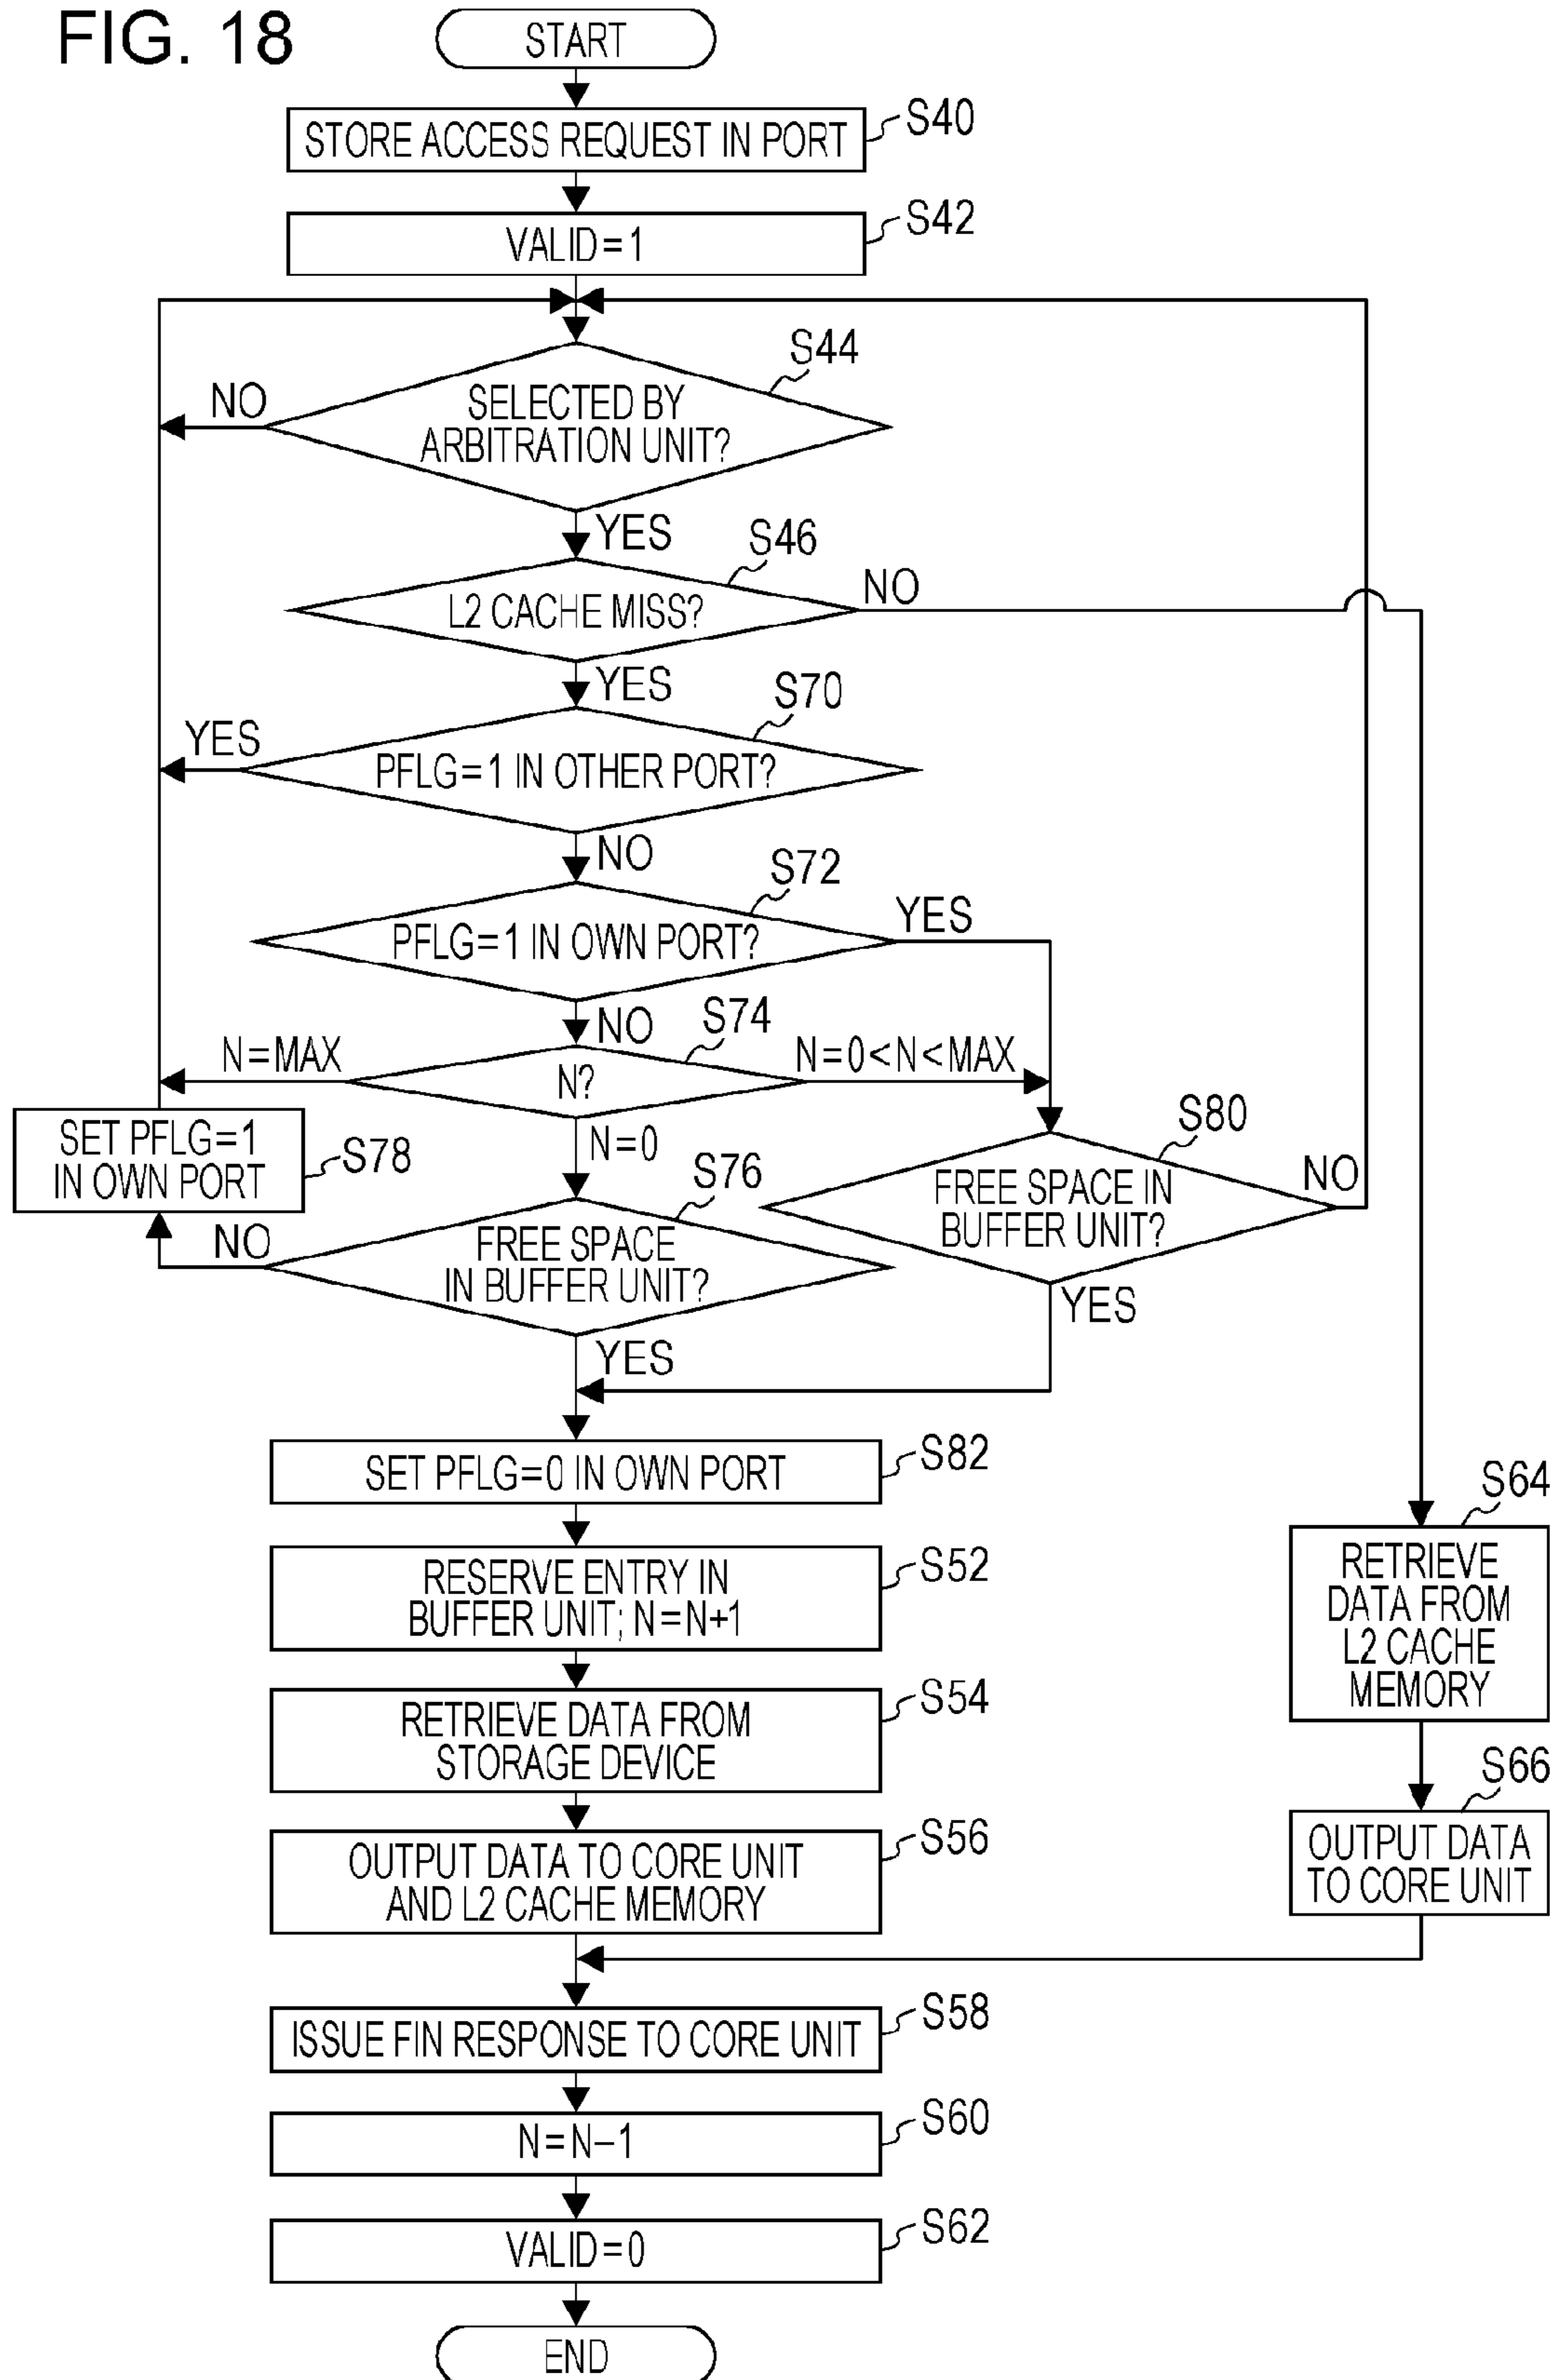 FIG. 18
START
STORE ACCESS REQUEST IN PORT
S40
VALID=1
S42
S44
SELECTED BY
ARBITRATION UNIT?
NO
YES
S46
L2 CACHE MISS?
NO
YES
S70
PFLG=1 IN OTHER PORT?
YES
NO
S72
PFLG=1 IN OWN PORT?
YES
NO
S74
N=MAX
N?
N=0<N<MAX
N=0
SET PFLG=1
IN OWN PORT
S78
S76
FREE SPACE
IN BUFFER UNIT?
NO
YES
S80
FREE SPACE IN
BUFFER UNIT?
NO
YES
SET PFLG=0 IN OWN PORT
S82
RESERVE ENTRY IN
BUFFER UNIT; N=N+1
S52
RETRIEVE DATA FROM
STORAGE DEVICE
S54
OUTPUT DATA TO CORE UNIT
AND L2 CACHE MEMORY
S56
S64
RETRIEVE
DATA FROM
L2 CACHE
MEMORY
S66
OUTPUT DATA
TO CORE UNIT
ISSUE FIN RESPONSE TO CORE UNIT
S58
N=N–1
S60
VALID=0
S62
END